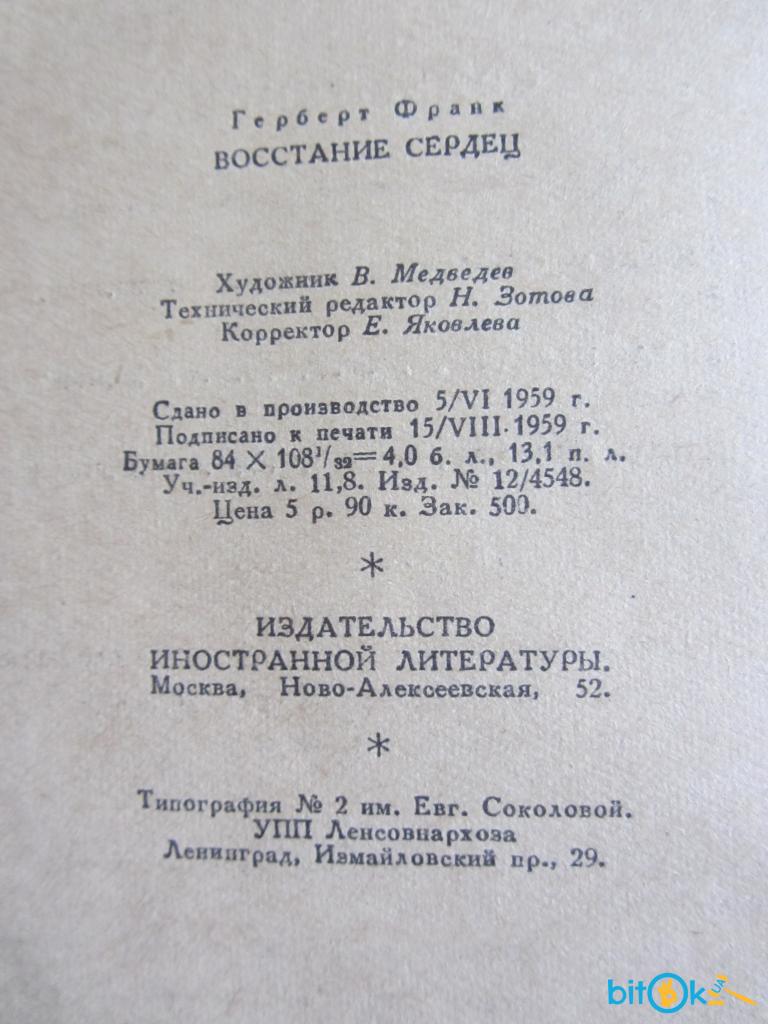 Герберт Франк
ВОССТАНИЕ СЕРДЕЦ
Художник В. Медведев
Технический редактор Н. Зотова
Корректор Е. Яковлева
Сдано в производство 5/VI 1959 г.
Подписано к печати 15/VIII-1959 г.
Бумага 84 X 108¹/₃₂=4,0 б. л., 13,1 п. л.
Уч.-изд. л. 11,8. Изд. № 12/4548.
Цена 5 р. 90 к. Зак. 500.
*
ИЗДАТЕЛЬСТВО
ИНОСТРАННОЙ ЛИТЕРАТУРЫ.
Москва, Ново-Алексеевская, 52.
*
Типография № 2 им. Евг. Соколовой.
УПП Ленсовнархоза
Ленинград, Измайловский пр., 29.
bitok.ua